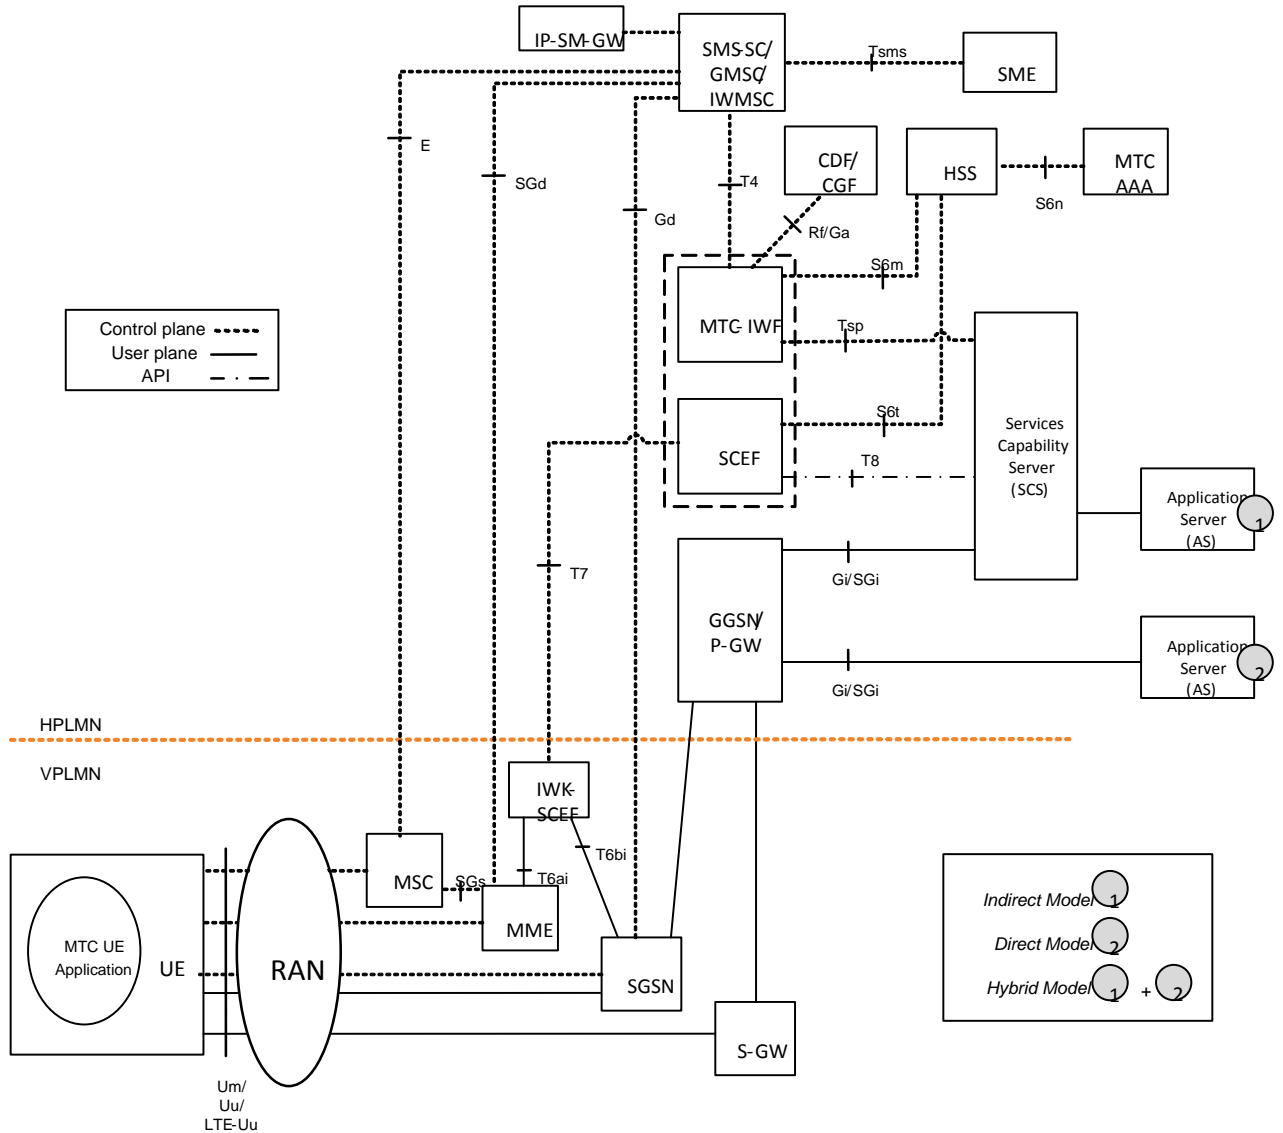 IP-SM-GW
SMS-SC/
GMSC/
IWMSC
Tsms
SME
E
SGd
Gd
T4
CDF/
CGF
Rf/Ga
HSS
S6n
MTC
AAA
S6m
MTC-IWF
Tsp
Control plane
User plane
API
S6t
SCEF
T8
Services
Capability
Server
(SCS)
Application
Server
(AS)
1
T7
Gi/SGi
GGSN/
P-GW
Gi/SGi
Application
Server
(AS)
2
HPLMN
VPLMN
IWK-
SCEF
T6bi
T6ai
MSC
SGs
MME
MTC UE
Application
UE
RAN
SGSN
S-GW
Um/
Uu/
LTE-Uu
Indirect Model 1
Direct Model 2
Hybrid Model 1 + 2